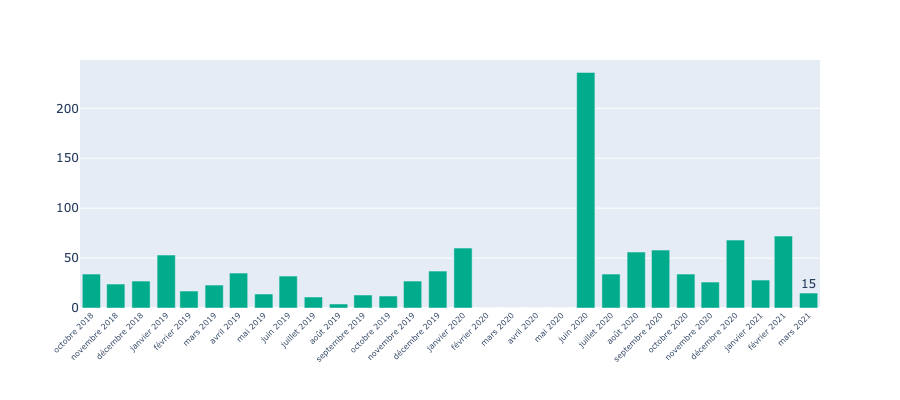 200
150
100
50
0
15
octobre 2018
novembre 2018
décembre 2018
janvier 2019
février 2019
mars 2019
avril 2019
mai 2019
juin 2019
juillet 2019
août 2019
septembre 2019
octobre 2019
novembre 2019
décembre 2019
janvier 2020
février 2020
mars 2020
avril 2020
mai 2020
juin 2020
juillet 2020
août 2020
septembre 2020
octobre 2020
novembre 2020
décembre 2020
janvier 2021
février 2021
mars 2021